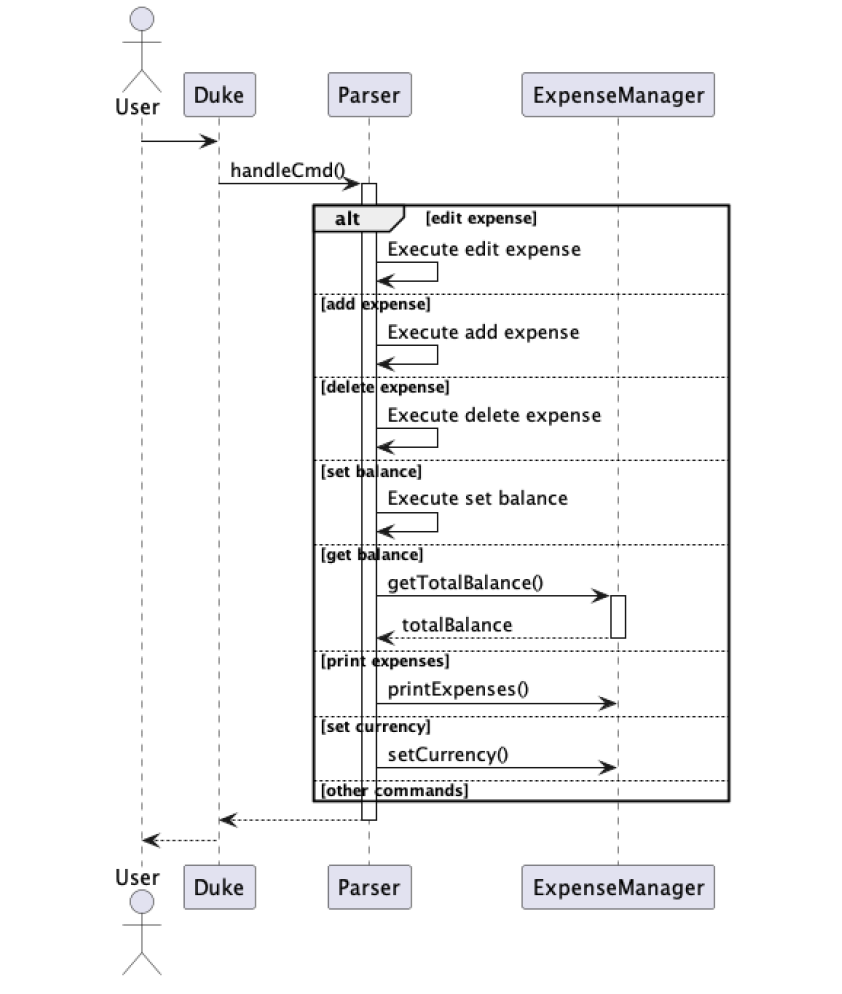 User
Duke
Parser
ExpenseManager
handleCmd()
alt
[edit expense]
Execute edit expense
[add expense]
Execute add expense
[delete expense]
Execute delete expense
[set balance]
Execute set balance
[get balance]
getTotalBalance()
totalBalance
[print expenses]
printExpenses()
[set currency]
setCurrency()
[other commands]
User
Duke
Parser
ExpenseManager